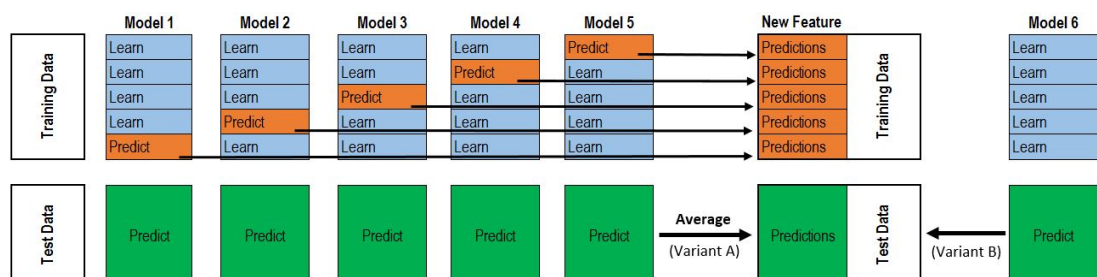 Model 1 Model 2 Model 3 Model 4 Model 5 New Feature Model 6
Training Data
Learn Learn Learn Learn Predict Predictions Learn
Learn Learn Learn Predict Learn Predictions Learn
Learn Learn Predict Learn Learn Predictions Learn
Learn Predict Learn Learn Learn Predictions Learn
Predict Learn Learn Learn Learn Predictions Learn
Training Data
Test Data
Predict Predict Predict Predict Predict
Average
(Variant A)
Predictions
Test Data
(Variant B)
Predict